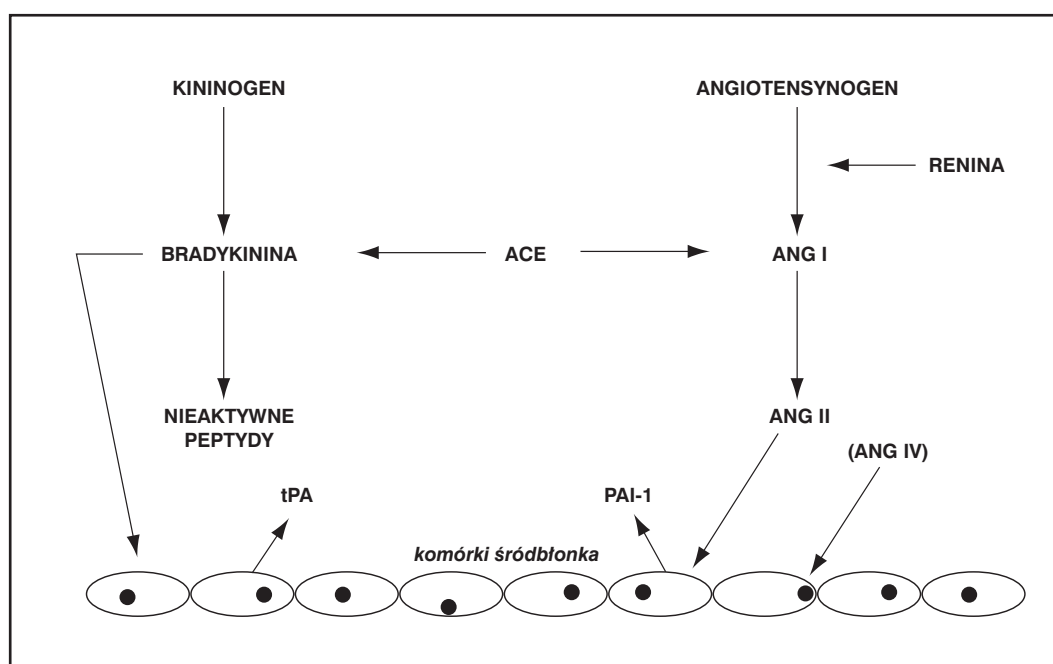 KININOGEN
ANGIOTENSYNOGEN
RENINA
BRADYKININA
ACE
ANG I
NIEAKTYWNE
PEPTYDY
ANG II
(ANG IV)
tPA
PAI-1
komórki śródbłonka